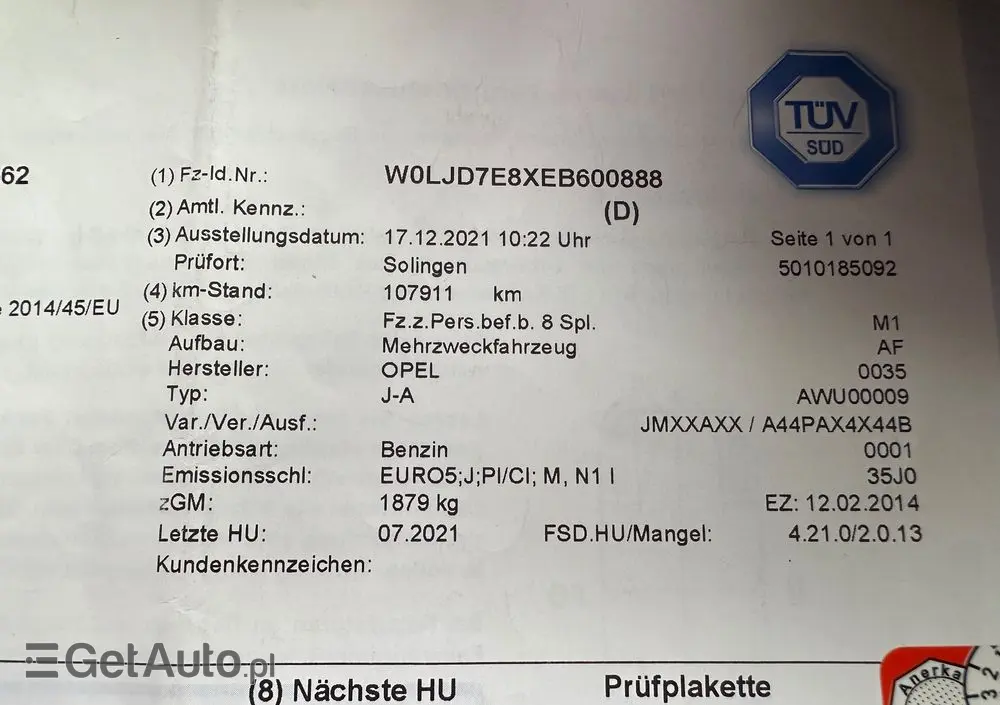 TÜV
SÜD
62 (1) Fz-Id.Nr.: W0LJD7E8XEB600888
(2) Amtl. Kennz.: (D)
(3) Ausstellungsdatum: 17.12.2021 10:22 Uhr Seite 1 von 1
Prüfort: Solingen 5010185092
(4) km-Stand: 107911 km
2014/45/EU (5) Klasse: Fz.z.Pers.bef.b. 8 Spl. M1
Aufbau: Mehrzweckfahrzeug AF
Hersteller: OPEL 0035
Typ: J-A AWU00009
Var./Ver./Ausf.: JMXXAXX / A44PAX4X44B
Antriebsart: Benzin 0001
Emissionsschl: EURO5;J;PI/CI; M, N1 I 35J0
zGM: 1879 kg EZ: 12.02.2014
Letzte HU: 07.2021 FSD.HU/Mangel: 4.21.0/2.0.13
Kundenkennzeichen:
GetAuto.pl
(8) Nächste HU Prüfplakette
Anerka
3 2